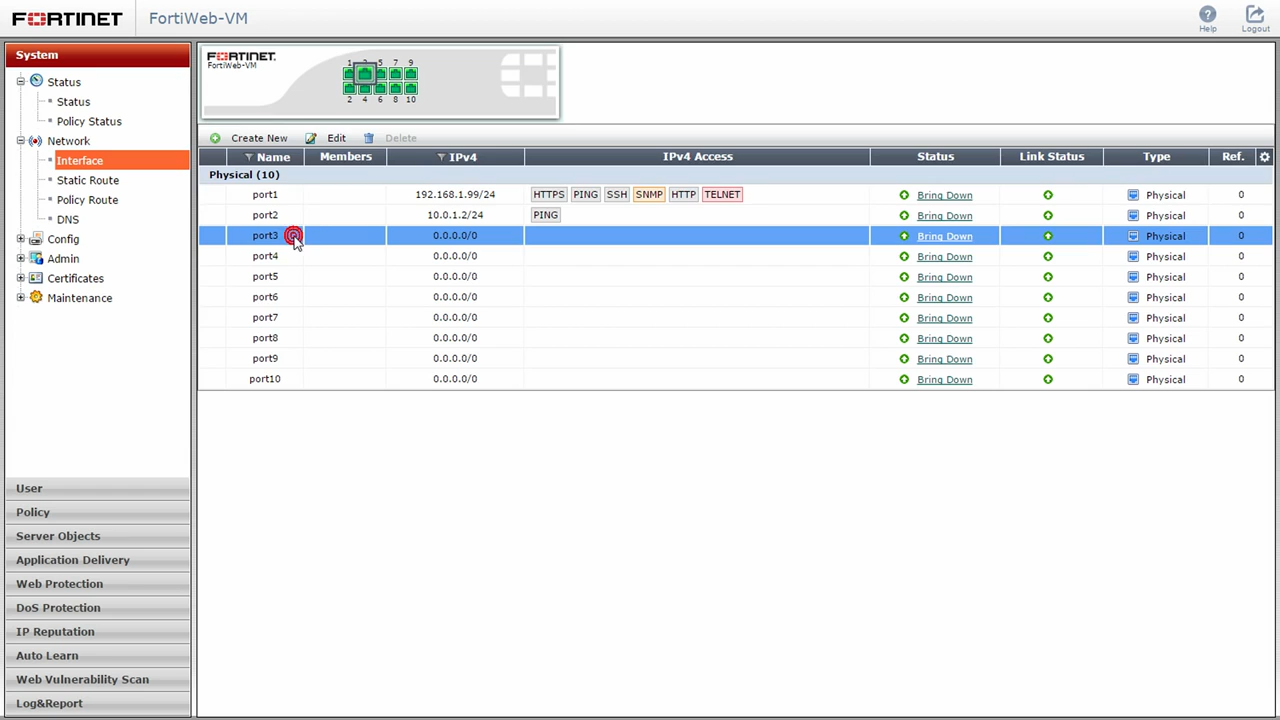 FORTINET FortiWeb-VM Help Logout
System
Status
Status
Policy Status
Network
Interface
Static Route
Policy Route
DNS
Config
Admin
Certificates
Maintenance
User
Policy
Server Objects
Application Delivery
Web Protection
DoS Protection
IP Reputation
Auto Learn
Web Vulnerability Scan
Log&Report
FORTINET
FortiWeb-VM
1 3 5 7 9
2 4 6 8 10
Create New Edit Delete
Name Members IPv4 IPv4 Access Status Link Status Type Ref.
Physical (10)
port1 192.168.1.99/24 HTTPS PING SSH SNMP HTTP TELNET Bring Down Physical 0
port2 10.0.1.2/24 PING Bring Down Physical 0
port3 0.0.0.0/0 Bring Down Physical 0
port4 0.0.0.0/0 Bring Down Physical 0
port5 0.0.0.0/0 Bring Down Physical 0
port6 0.0.0.0/0 Bring Down Physical 0
port7 0.0.0.0/0 Bring Down Physical 0
port8 0.0.0.0/0 Bring Down Physical 0
port9 0.0.0.0/0 Bring Down Physical 0
port10 0.0.0.0/0 Bring Down Physical 0